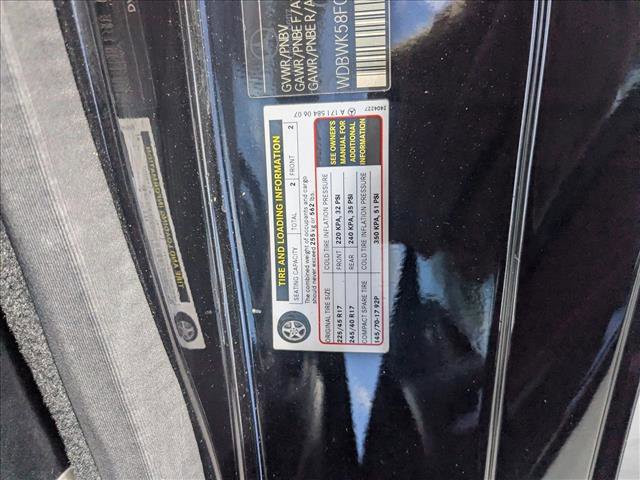 GVWR/PNBV
GAWR/PNBE F/A
GAWR/PNBE R/A
WDBWK58F
TIRE AND LOADING INFORMATION
SEATING CAPACITY TOTAL 2 FRONT 2
The combined weight of occupants and cargo
should never exceed 255 kg or 562 lbs.
ORIGINAL TIRE SIZE COLD TIRE INFLATION PRESSURE
225/45 R17 FRONT 220 KPA, 32 PSI
245/40 R17 REAR 240 KPA, 35 PSI
COMPACT SPARE TIRE COLD TIRE INFLATION PRESSURE
145/70-17 92P 350 KPA, 51 PSI
SEE OWNER'S
MANUAL FOR
ADDITIONAL
INFORMATION
A 171 584 06 07
2404227